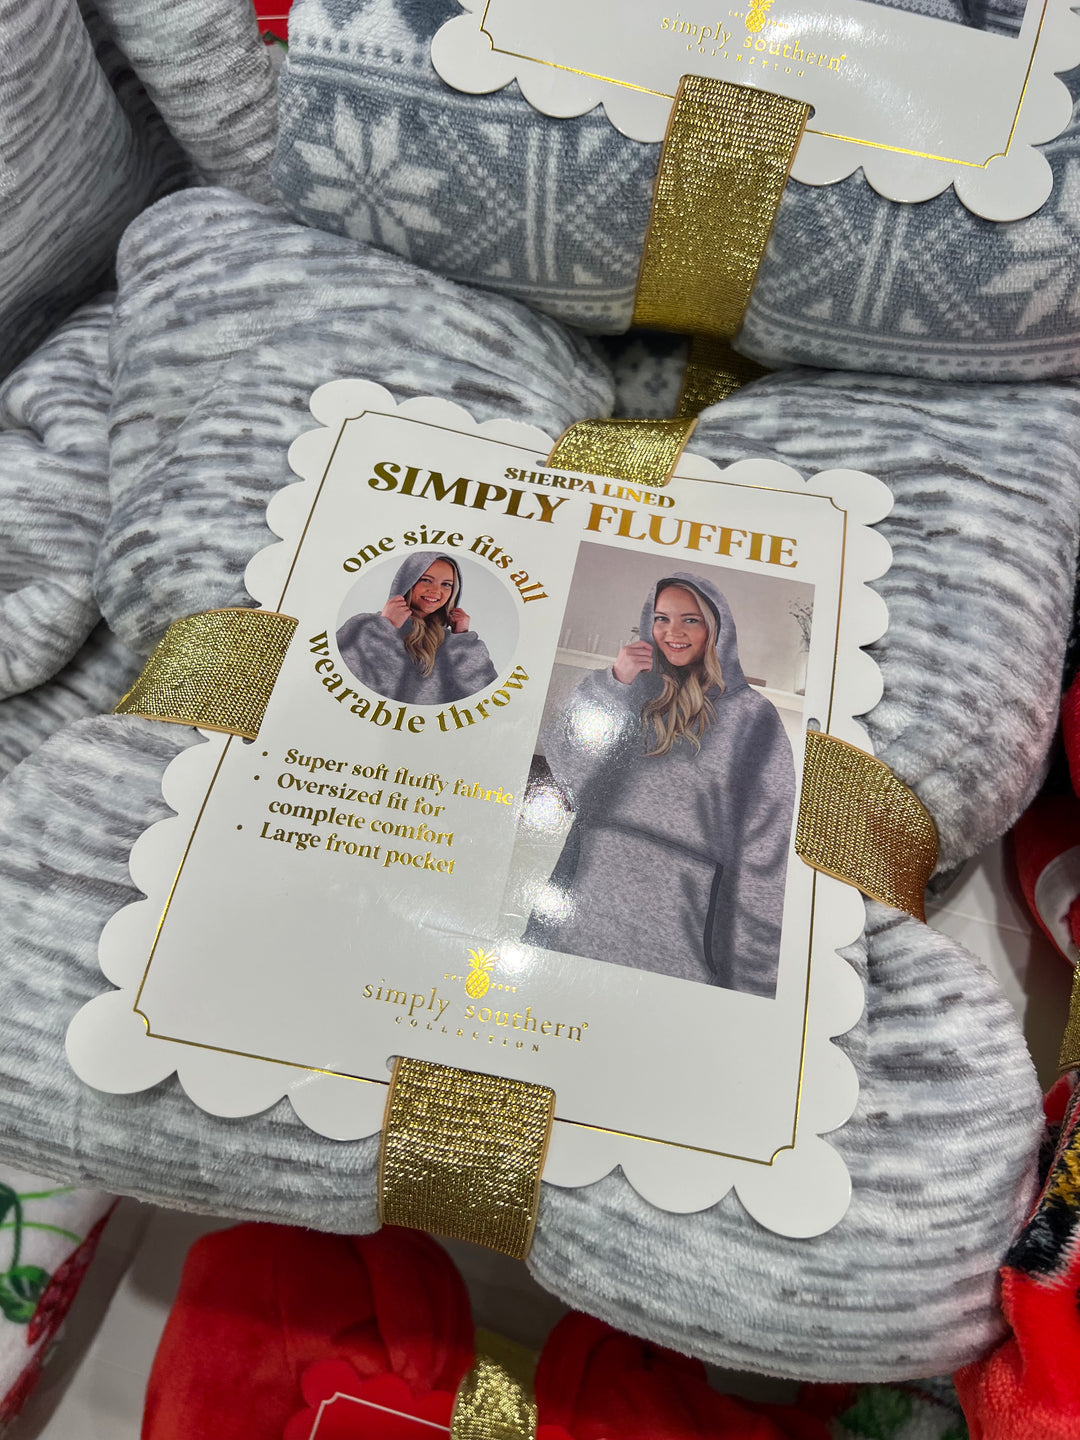 simply southern®
COLLECTION
SHERPA LINED
SIMPLY FLUFFIE
one size fits all
wearable throw
• Super soft fluffy fabric
• Oversized fit for
complete comfort
• Large front pocket
simply southern®
COLLECTION